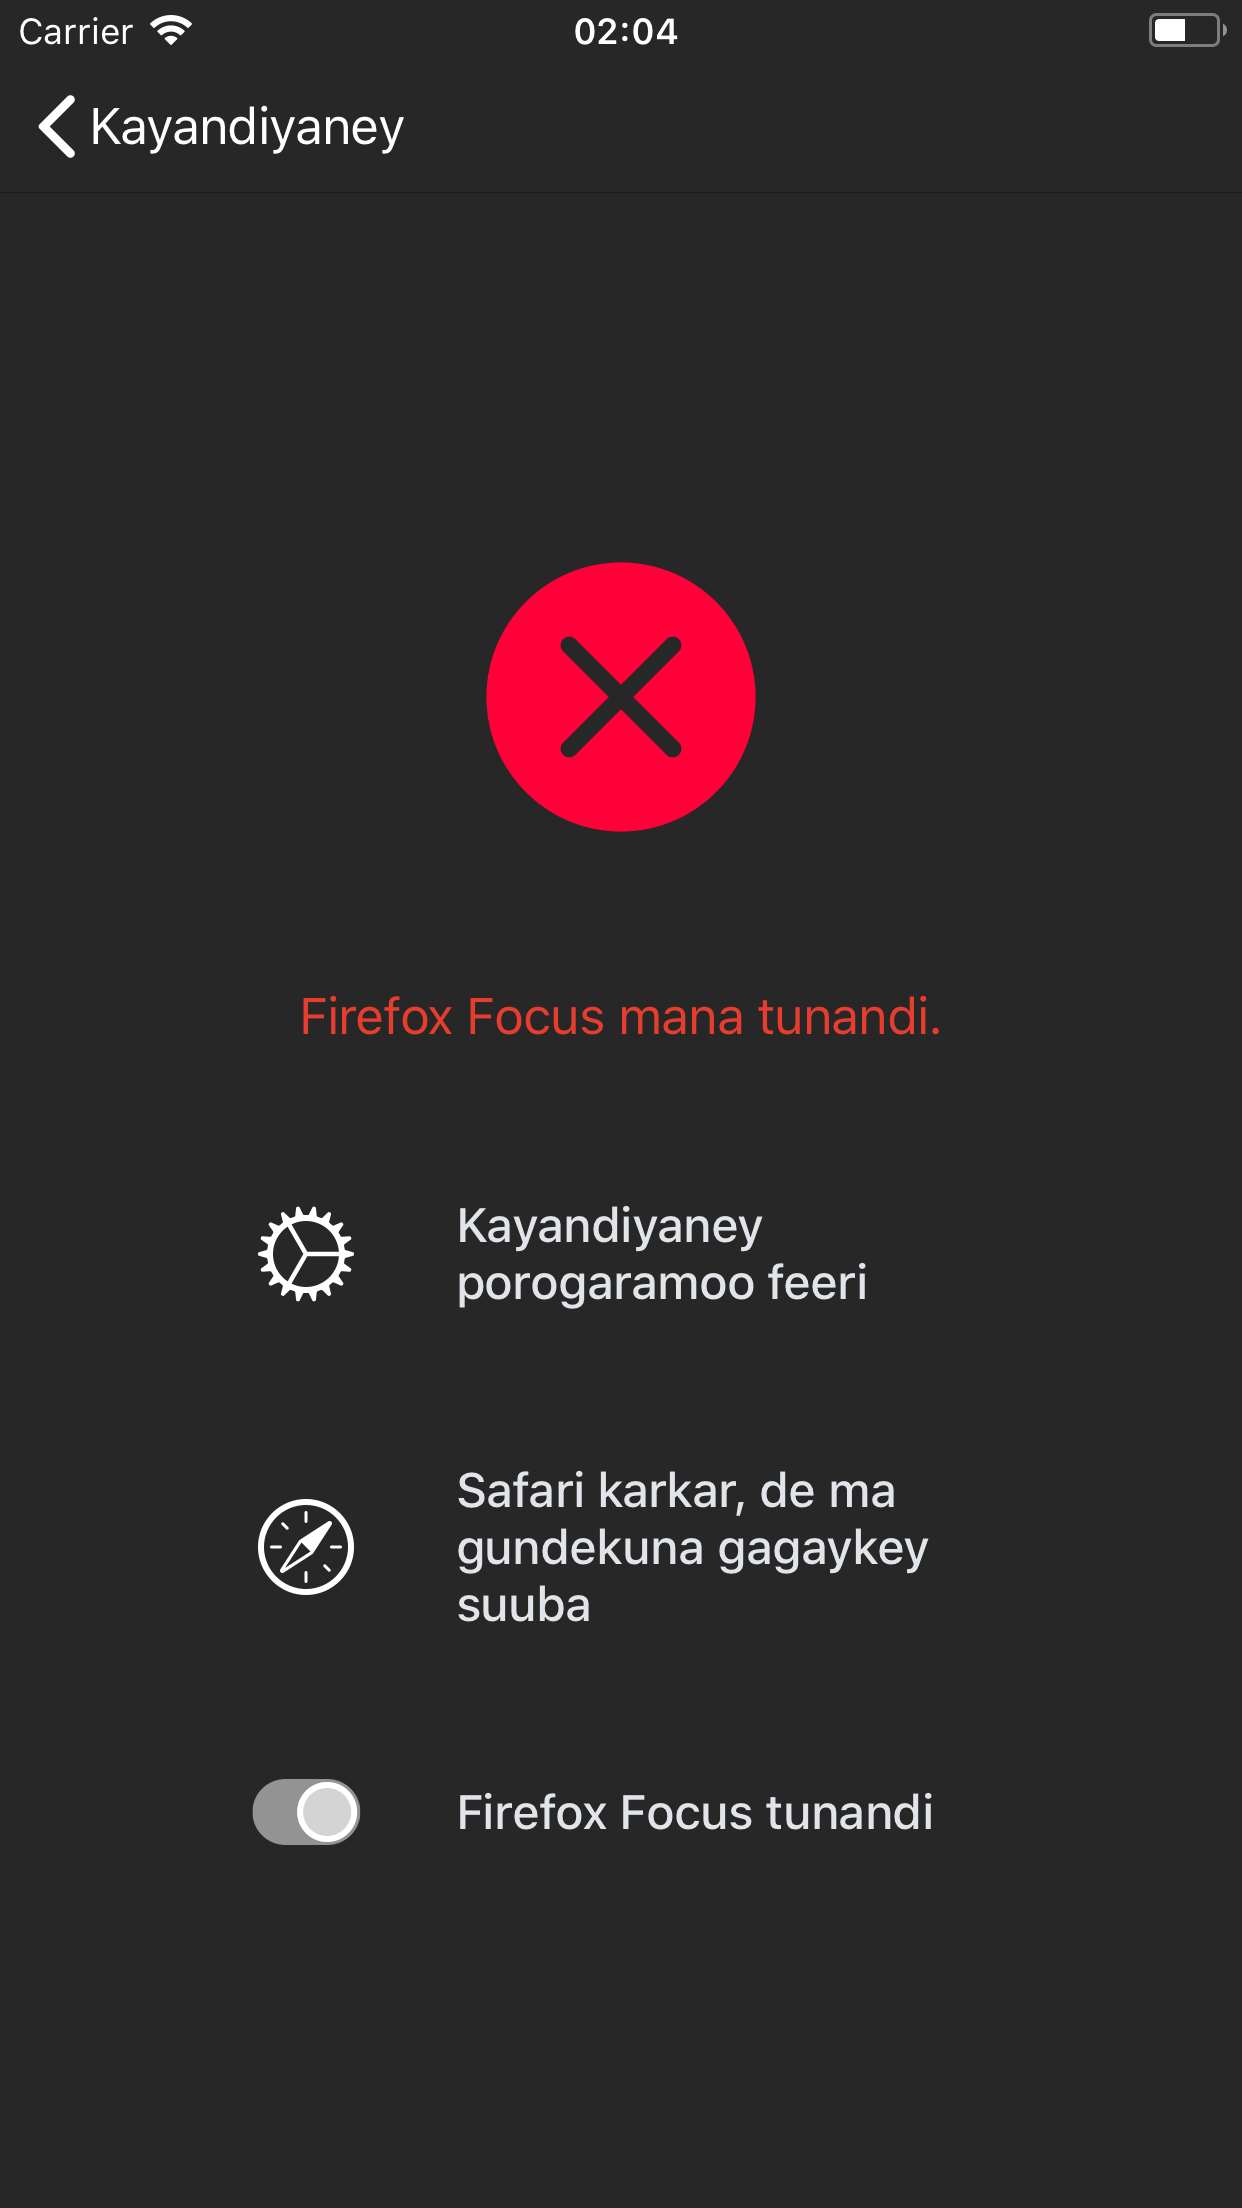 Carrier
02:04
Kayandiyaney
Firefox Focus mana tunandi.
Kayandiyaney
porogaramoo feeri
Safari karkar, de ma
gundekuna gagaykey
suuba
Firefox Focus tunandi